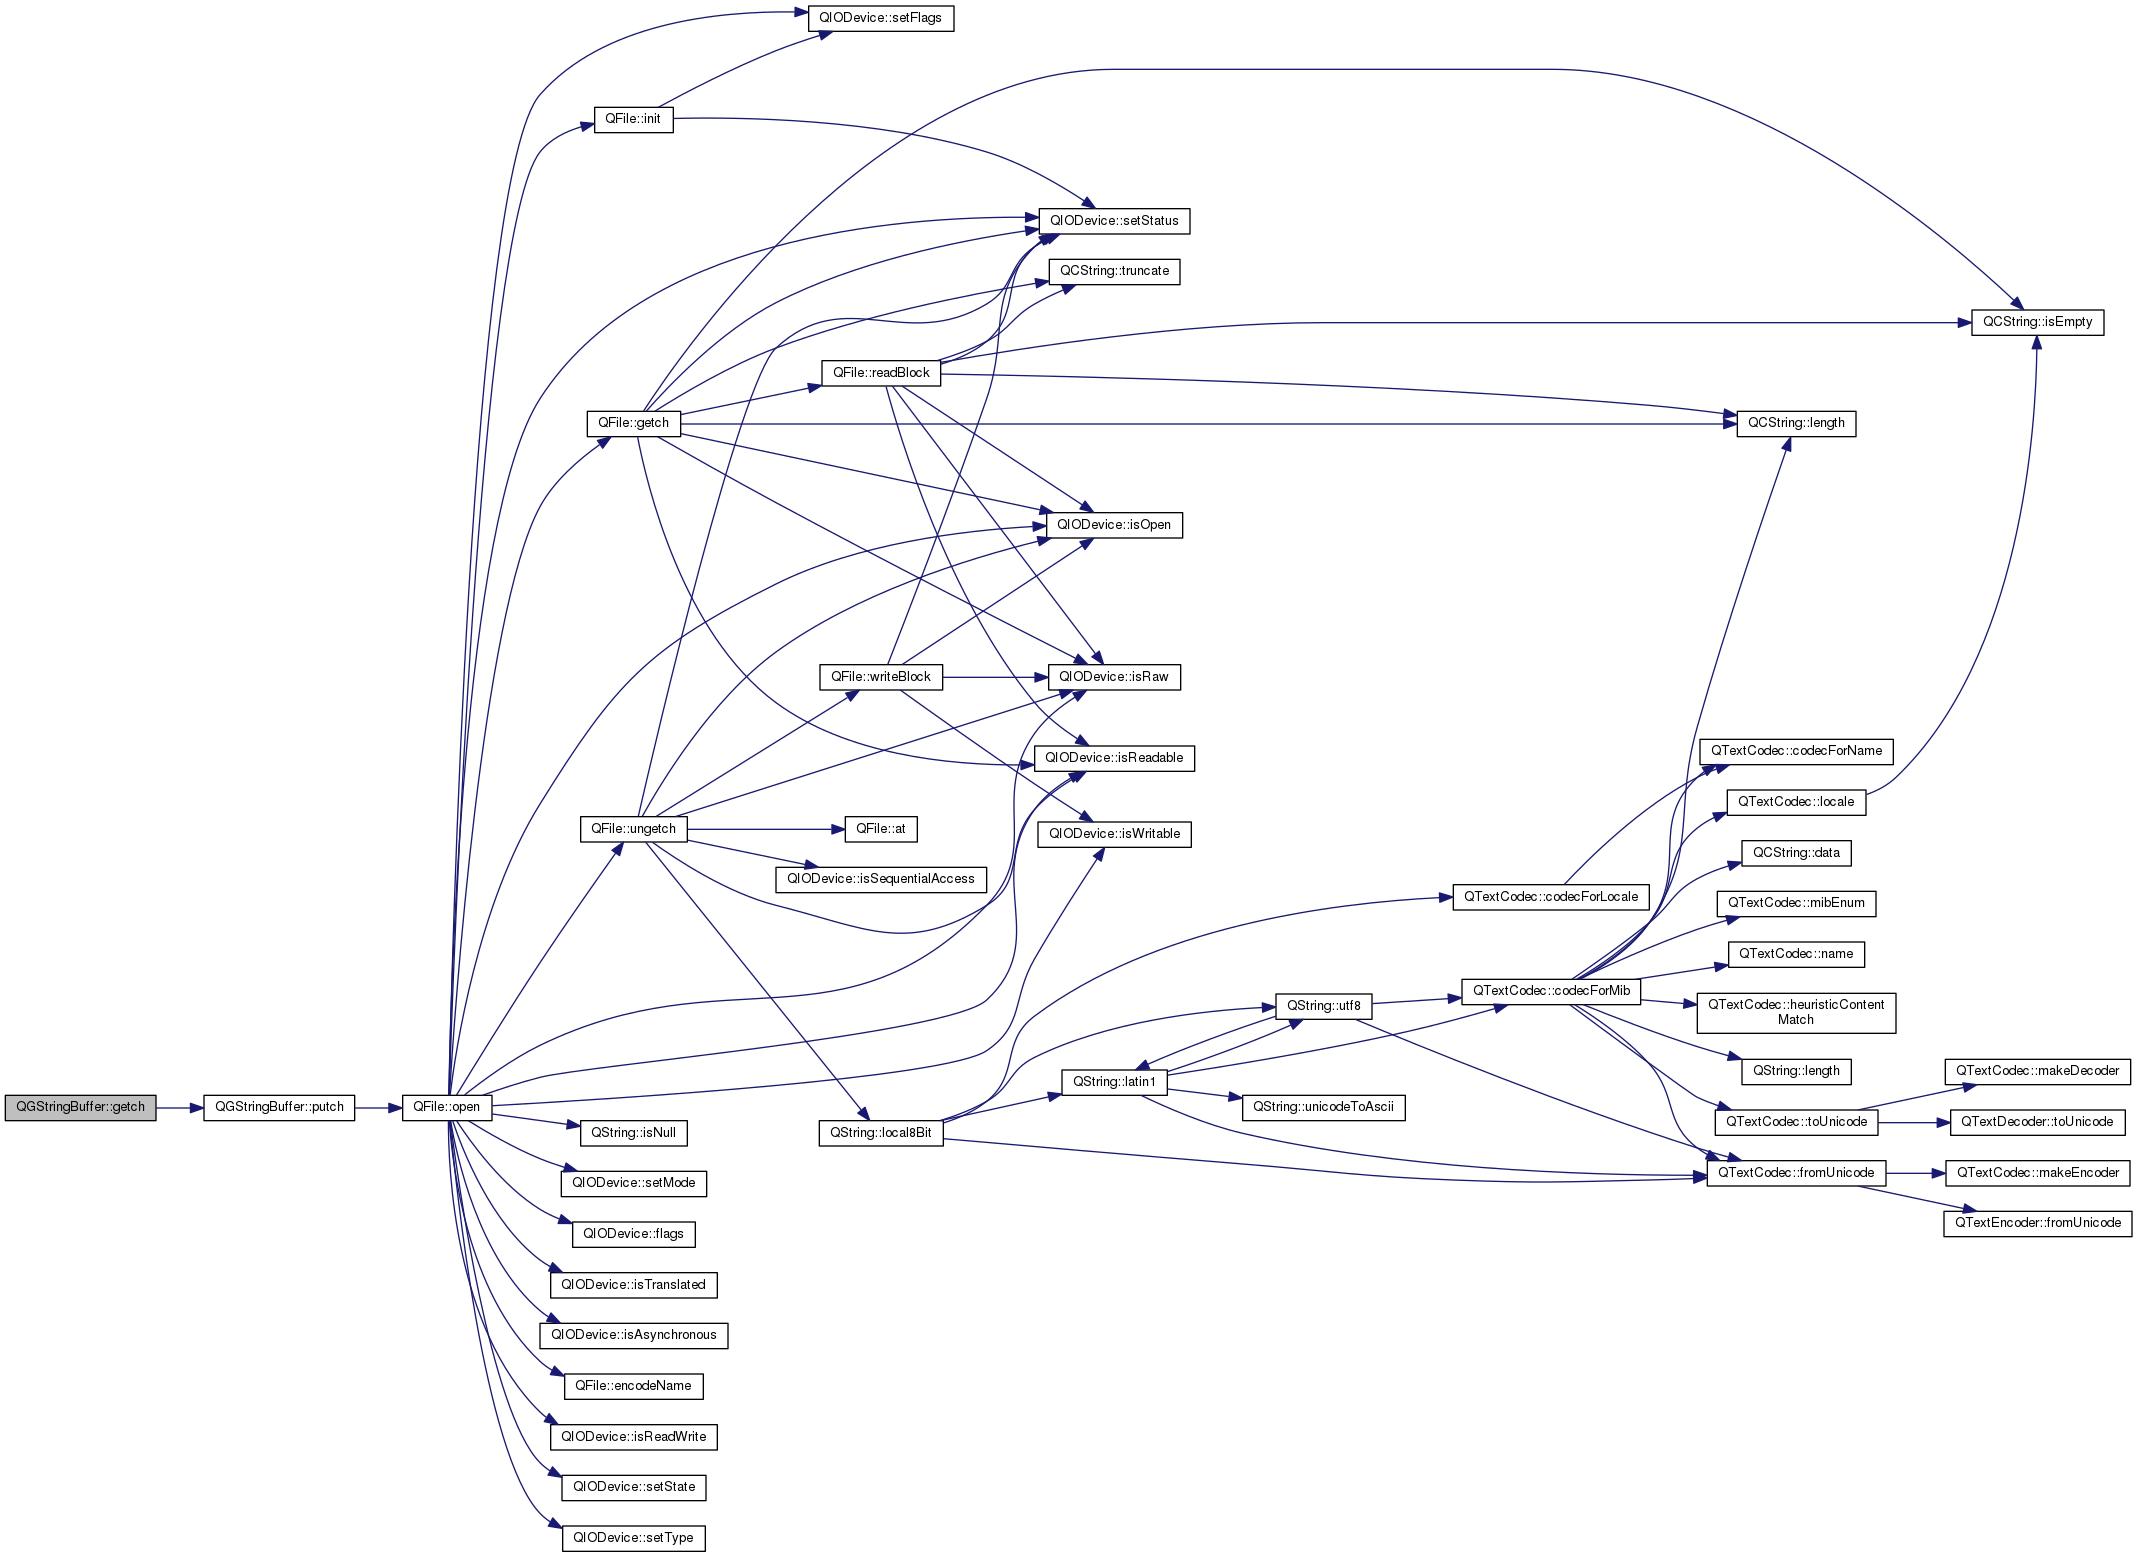 QIODevice::setFlags
QFile::init
QIODevice::setStatus
QCString::truncate
QCString::isEmpty
QFile::readBlock
QFile::getch
QCString::length
QIODevice::isOpen
QFile::writeBlock
QIODevice::isRaw
QTextCodec::codecForName
QIODevice::isReadable
QTextCodec::locale
QFile::ungetch
QFile::at
QIODevice::isWritable
QCString::data
QIODevice::isSequentialAccess
QTextCodec::codecForLocale
QTextCodec::mibEnum
QTextCodec::name
QTextCodec::codecForMib
QString::utf8
QTextCodec::heuristicContent
Match
QString::length
QTextCodec::makeDecoder
QString::latin1
QGStringBuffer::getch
QGStringBuffer::putch
QFile::open
QString::unicodeToAscii
QTextCodec::toUnicode
QTextDecoder::toUnicode
QString::isNull
QString::local8Bit
QTextCodec::fromUnicode
QTextCodec::makeEncoder
QIODevice::setMode
QTextEncoder::fromUnicode
QIODevice::flags
QIODevice::isTranslated
QIODevice::isAsynchronous
QFile::encodeName
QIODevice::isReadWrite
QIODevice::setState
QIODevice::setType